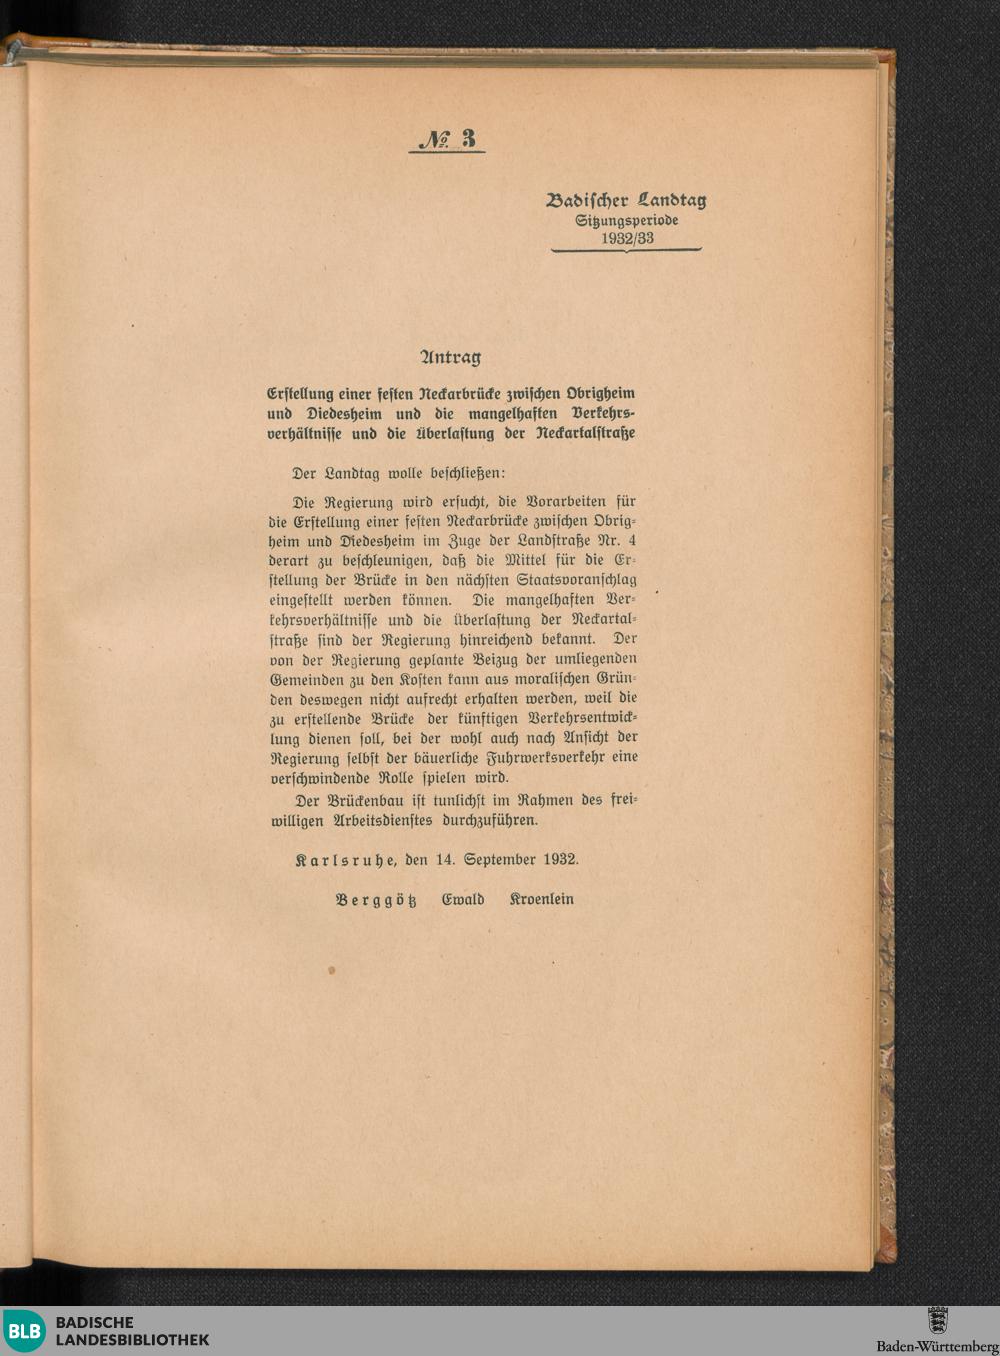 № 3
Badischer Landtag
Sitzungsperiode
1932/33
Antrag
Erstellung einer festen Neckarbrücke zwischen Obrigheim
und Diedesheim und die mangelhaften Verkehrs-
verhältnisse und die Überlastung der Neckartalstraße
Der Landtag wolle beschließen:
Die Regierung wird ersucht, die Vorarbeiten für
die Erstellung einer festen Neckarbrücke zwischen Obrig-
heim und Diedesheim im Zuge der Landstraße Nr. 4
derart zu beschleunigen, daß die Mittel für die Er-
stellung der Brücke in den nächsten Staatsvoranschlag
eingestellt werden können. Die mangelhaften Ver-
kehrsverhältnisse und die Überlastung der Neckartal-
straße sind der Regierung hinreichend bekannt. Der
von der Regierung geplante Beizug der umliegenden
Gemeinden zu den Kosten kann aus moralischen Grün-
den deswegen nicht aufrecht erhalten werden, weil die
zu erstellende Brücke der künftigen Verkehrsentwick-
lung dienen soll, bei der wohl auch nach Ansicht der
Regierung selbst der bäuerliche Fuhrwerksverkehr eine
verschwindende Rolle spielen wird.
Der Brückenbau ist tunlichst im Rahmen des frei-
willigen Arbeitsdienstes durchzuführen.
Karlsruhe, den 14. September 1932.
Berggötz Ewald Kroenlein
BLB BADISCHE
LANDESBIBLIOTHEK
Baden-Württemberg